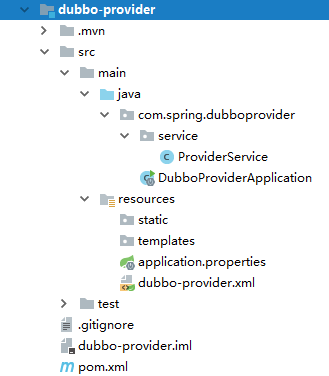 dubbo-provider
.mvn
src
main
java
com.spring.dubboprovider
service
ProviderService
DubboProviderApplication
resources
static
templates
application.properties
dubbo-provider.xml
test
.gitignore
dubbo-provider.iml
pom.xml